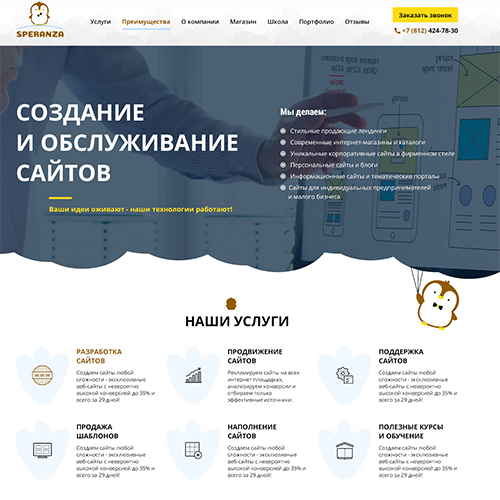 SPERANZA
Услуги Преимущества О компании Магазин Школа Портфолио Отзывы
Заказать звонок
+7 (812) 424-78-30
СОЗДАНИЕ
И ОБСЛУЖИВАНИЕ
САЙТОВ
Ваши идеи оживают - наши технологии работают!
Мы делаем:
Стильные продающие лендинги
Современные интернет-магазины и каталоги
Уникальные корпоративные сайты в фирменном стиле
Персональные сайты и блоги
Информационные сайты и тематические порталы
Сайты для индивидуальных предпринимателей
и малого бизнеса
НАШИ УСЛУГИ
РАЗРАБОТКА
САЙТОВ
Создаем сайты любой
сложности - эксклюзивные
веб-сайты с невероятно
высокой конверсией до 35% и
всего за 29 дней!
ПРОДВИЖЕНИЕ
САЙТОВ
Рекламируем сайты на всех
интернет площадках,
анализируем конверсии и
отбираем только
эффективные источники.
ПОДДЕРЖКА
САЙТОВ
Создаем сайты любой
сложности - эксклюзивные
веб-сайты с невероятно
высокой конверсией до 35% и
всего за 29 дней!
ПРОДАЖА
ШАБЛОНОВ
Создаем сайты любой
сложности - эксклюзивные
веб-сайты с невероятно
высокой конверсией до 35% и
всего за 29 дней!
НАПОЛНЕНИЕ
САЙТОВ
Создаем сайты любой
сложности - эксклюзивные
веб-сайты с невероятно
высокой конверсией до 35% и
всего за 29 дней!
ПОЛЕЗНЫЕ КУРСЫ
И ОБУЧЕНИЕ
Создаем сайты любой
сложности - эксклюзивные
веб-сайты с невероятно
высокой конверсией до 35% и
всего за 29 дней!